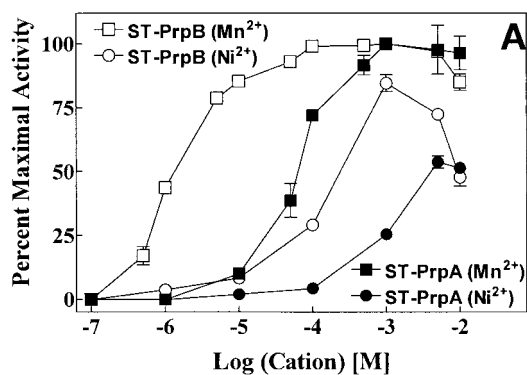 ST-PrpB (Mn2+)
ST-PrpB (Ni2+)
A
100
75
50
25
0
Percent Maximal Activity
ST-PrpA (Mn2+)
ST-PrpA (Ni2+)
-7 -6 -5 -4 -3 -2
Log (Cation) [M]